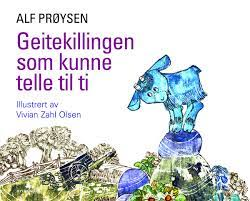 ALF PRØYSEN
Geitekillingen
som kunne
telle til ti
Illustrert av
Vivian Zahl Olsen